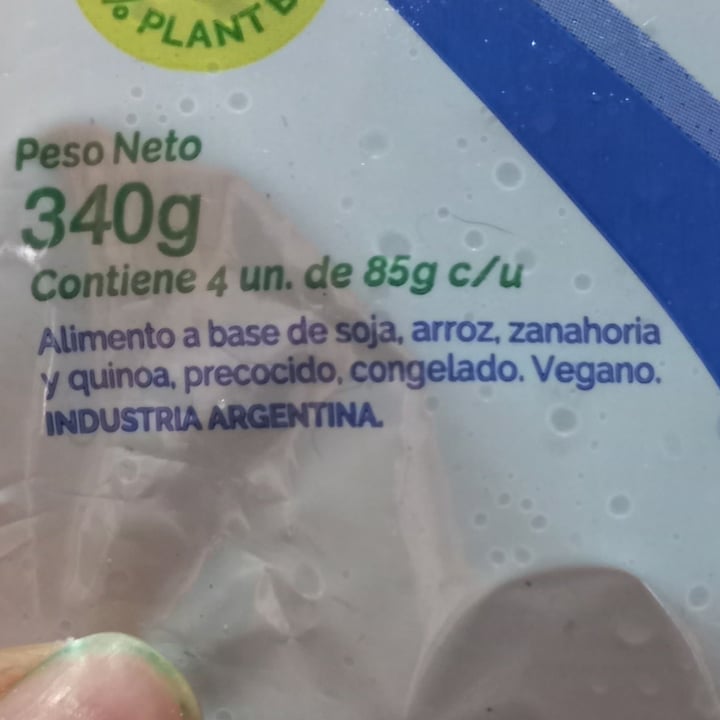 % PLANT B
Peso Neto
340g
Contiene 4 un. de 85g c/u
Alimento a base de soja, arroz, zanahoria
y quinoa, precocido, congelado. Vegano.
INDUSTRIA ARGENTINA.